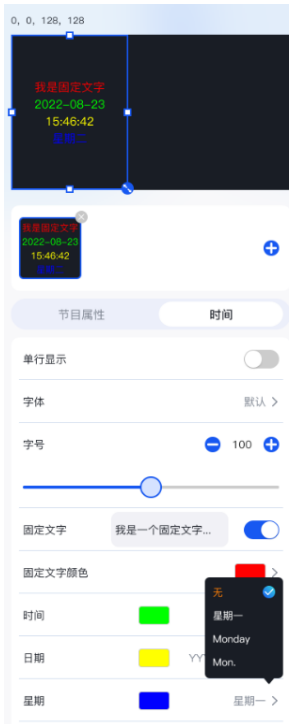 0, 0, 128, 128
我是固定文字
2022-08-23
15:46:42
星期二
我是固定文字
2022-08-23
15:46:42
星期二
节目属性
时间
单行显示
字体
默认
字号
100
固定文字
我是一个固定文字...
固定文字颜色
无
星期一
Monday
Mon.
时间
日期
YY
星期
星期一